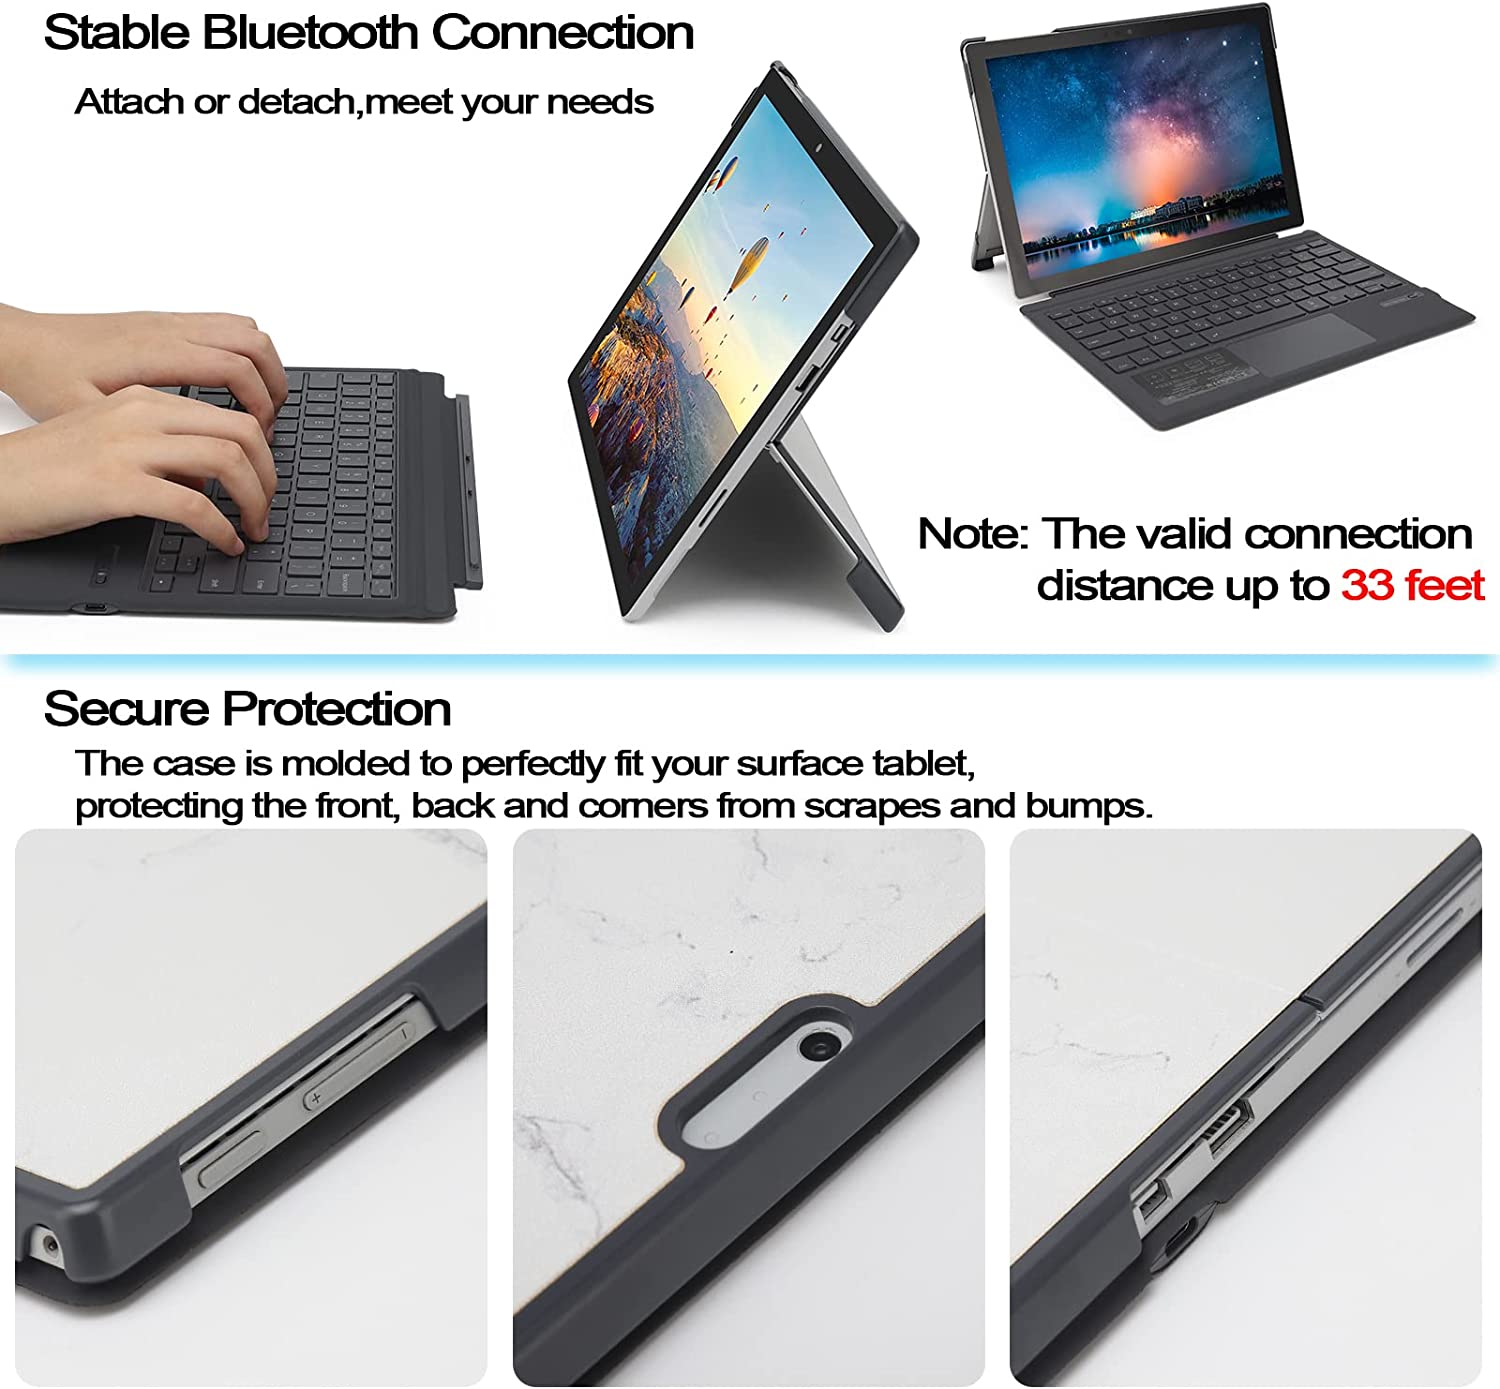 Stable Bluetooth Connection
Attach or detach,meet your needs
Note: The valid connection
distance up to 33 feet
Secure Protection
The case is molded to perfectly fit your surface tablet,
protecting the front, back and corners from scrapes and bumps.